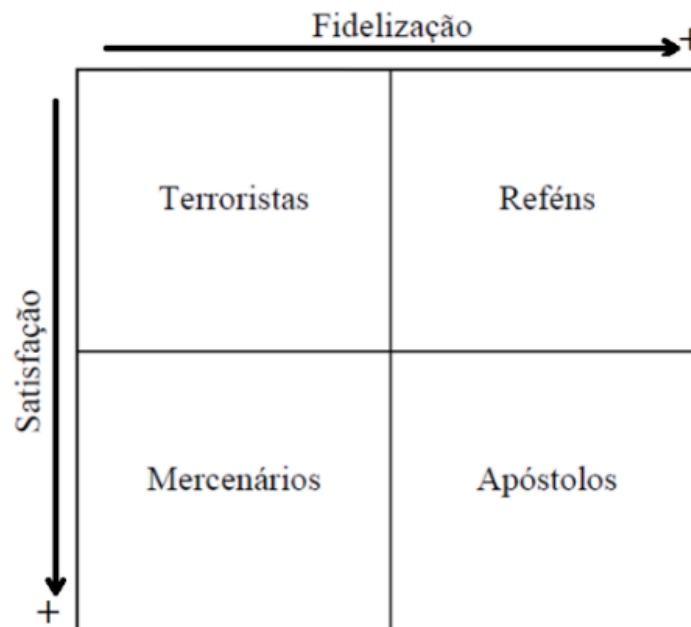 Fidelização
+
Terroristas
Reféns
Satisfação
Mercenários
Apóstolos
+